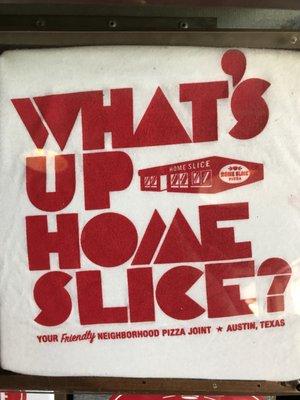 WHAT'S
UP
HOME SLICE
HOME SLICE
PIZZA
HOME
SLICE?
YOUR Friendly NEIGHBORHOOD PIZZA JOINT ★ AUSTIN, TEXAS